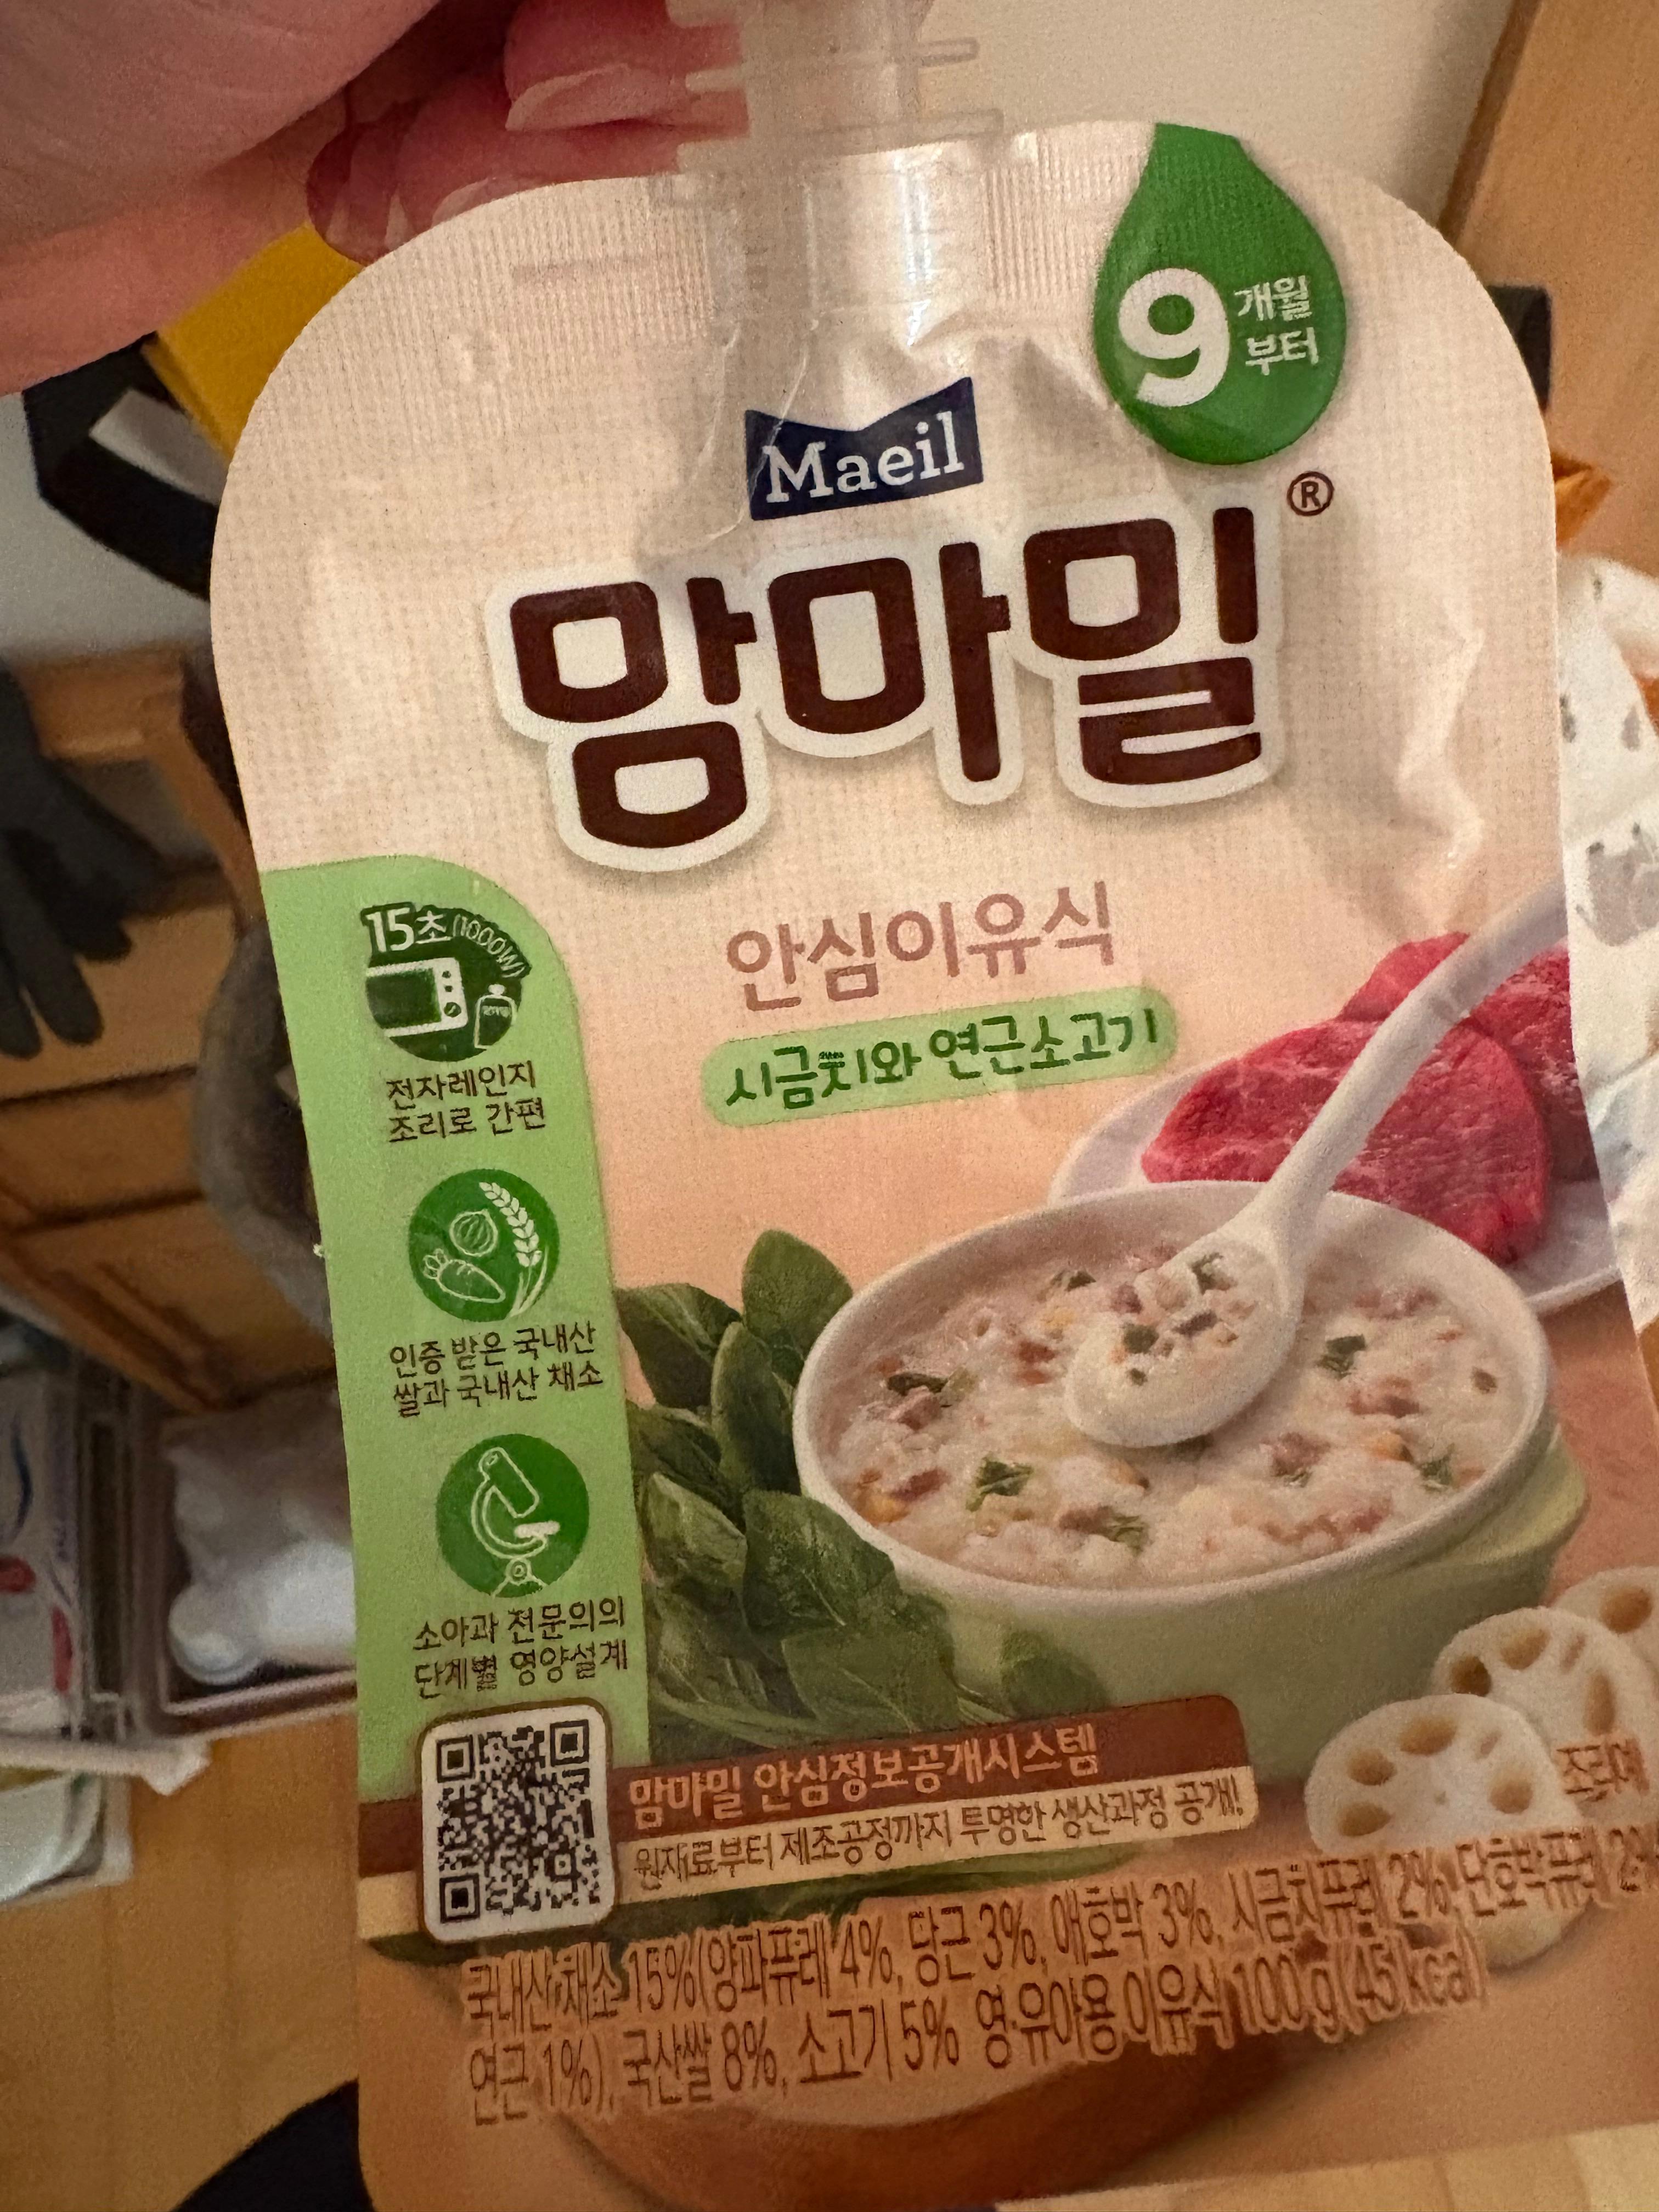 9 개월
부터
Maeil
맘마밀®
안심이유식
시금치와 연근소고기
15초(1000W)
전자레인지
조리로 간편
인증 받은 국내산
쌀과 국내산 채소
소아과 전문의의
단계별 영양설계
맘마밀 안심정보공개시스템
원재료부터 제조공정까지 투명한 생산과정 공개!
조리예
국내산 채소 15%(양파퓨레 4%, 당근 3%, 애호박 3%, 시금치퓨레 2%, 단호박퓨레 2%
연근 1%), 국산쌀 8%, 소고기 5% 영·유아용 이유식 100 g (45 kcal)